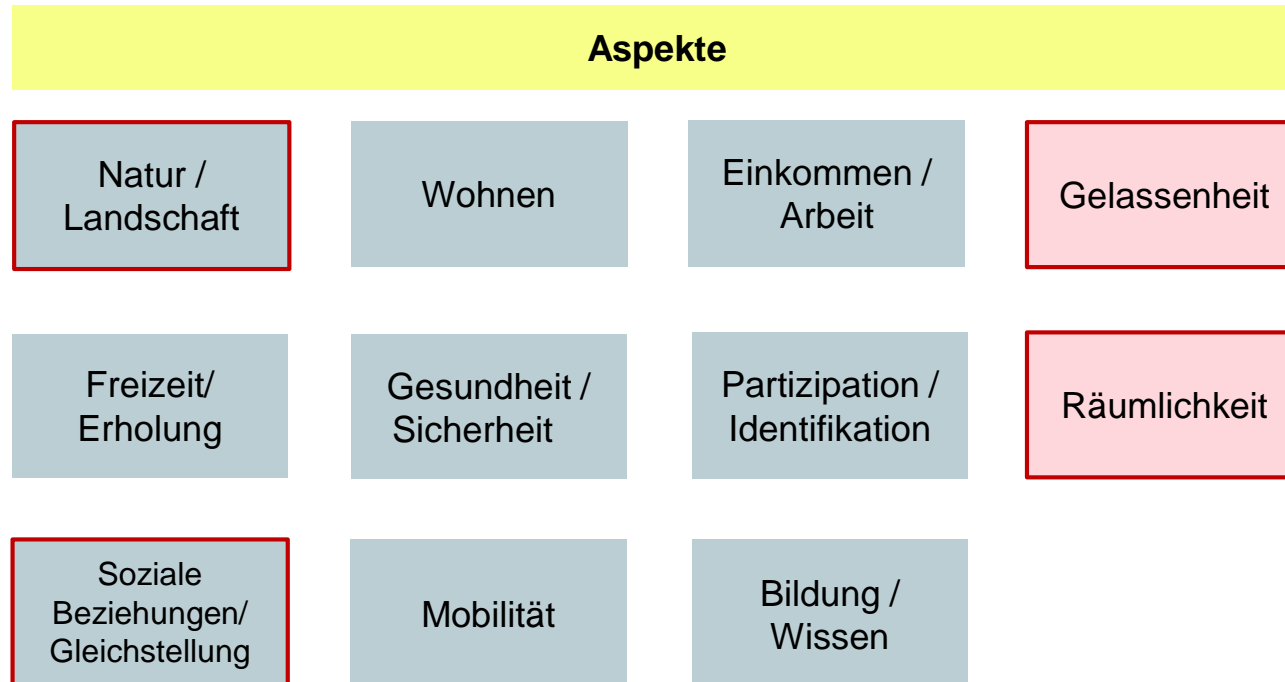 Aspekte
Natur /
Landschaft
Wohnen
Einkommen /
Arbeit
Gelassenheit
Freizeit/
Erholung
Gesundheit /
Sicherheit
Partizipation /
Identifikation
Räumlichkeit
Soziale
Beziehungen/
Gleichstellung
Mobilität
Bildung /
Wissen